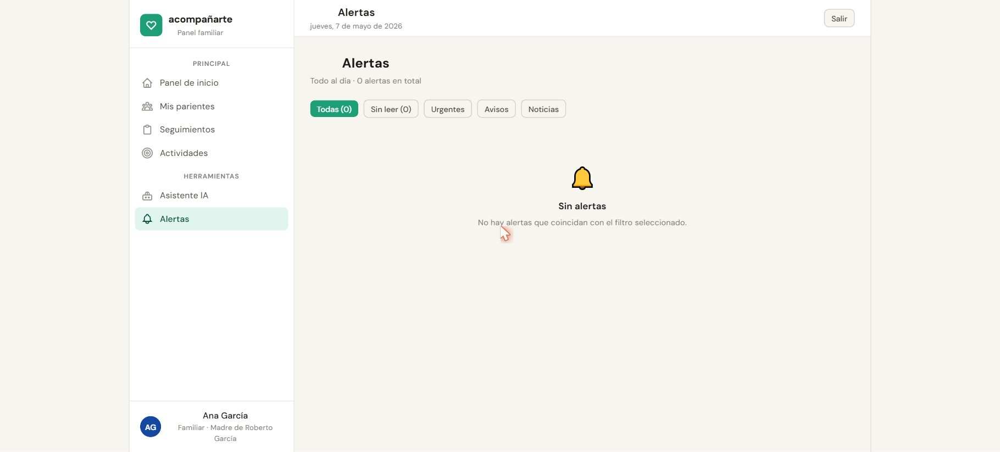 acompañarte
Panel familiar
PRINCIPAL
Panel de inicio
Mis parientes
Seguimientos
Actividades
HERRAMIENTAS
Asistente IA
Alertas
AG
Ana García
Familiar · Madre de Roberto
García
Alertas
jueves, 7 de mayo de 2026
Salir
Alertas
Todo al día · 0 alertas en total
Todas (0)
Sin leer (0)
Urgentes
Avisos
Noticias
Sin alertas
No hay alertas que coincidan con el filtro seleccionado.